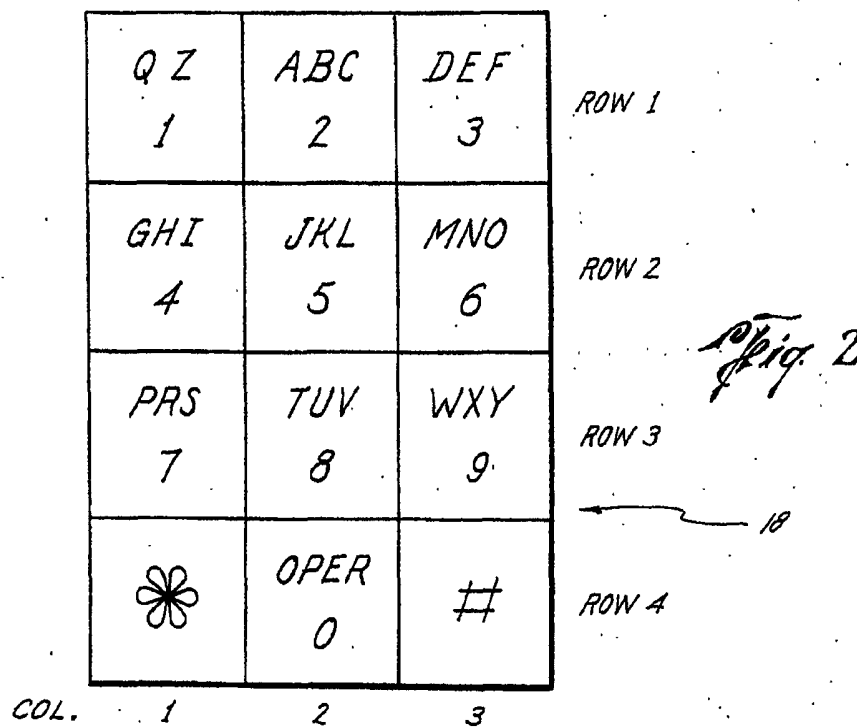 QZ ABC DEF
1 2 3 ROW 1
GHI JKL MNO
4 5 6 ROW 2
Fig. 2
PRS TUV WXY
7 8 9 ROW 3
18
OPER
* 0 # ROW 4
COL. 1 2 3